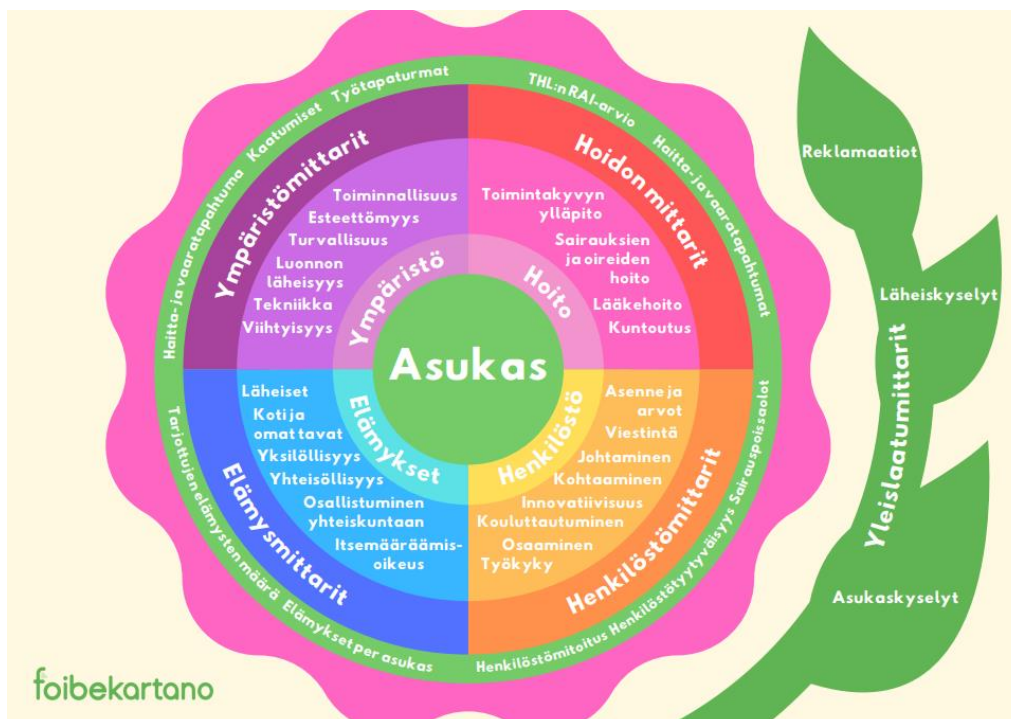 Työtapaturmat
Kaatumiset
Haitta- ja vaaratapahtuma
THL:n RAI-arvio
Haitta- ja vaaratapahtumat
Ympäristömittarit
Hoidon mittarit
Toiminnallisuus
Esteettömyys
Turvallisuus
Luonnon
läheisyys
Tekniikka
Viihtyisyys
Toimintakyvyn
ylläpito
Sairauksien
ja oireiden
hoito
Lääkehoito
Kuntoutus
Ympäristö
Hoito
Asukas
Elämykset
Henkilöstö
Läheiset
Koti ja
omat tavat
Yksilöllisyys
Yhteisöllisyys
Osallistuminen
yhteiskuntaan
Itsemääräämis-
oikeus
Asenne ja
arvot
Viestintä
Johtaminen
Kohtaaminen
Innovatiivisuus
Kouluttautuminen
Osaaminen
Työkyky
Elämysmittarit
Henkilöstömittarit
Tarjottujen elämysten määrä
Elämykset per asukas
Henkilöstömitoitus
Henkilöstötyytyväisyys
Sairauspoissaolot
Reklamaatiot
Läheiskyselyt
Yleislaatumittarit
Asukaskyselyt
foibekartano